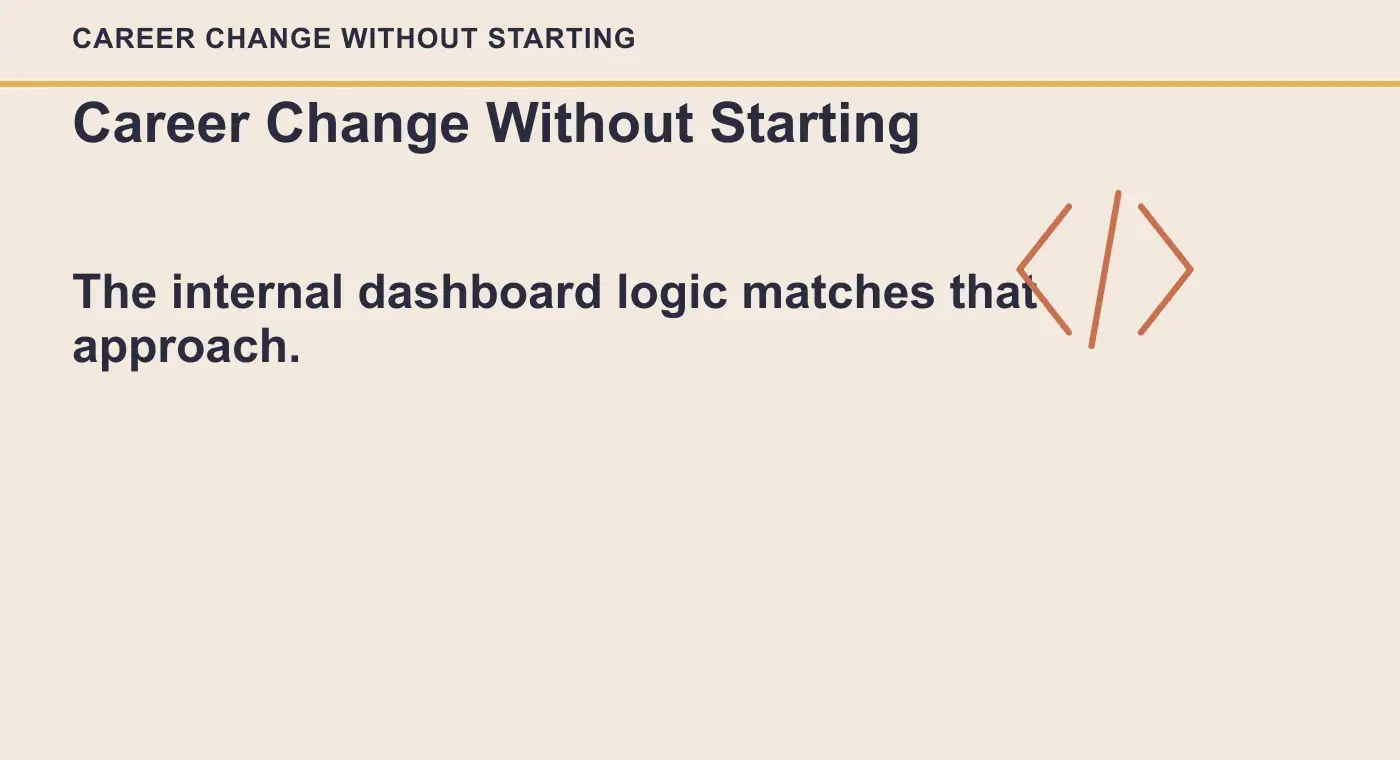 CAREER CHANGE WITHOUT STARTING
Career Change Without Starting
The internal dashboard logic matches that
approach.